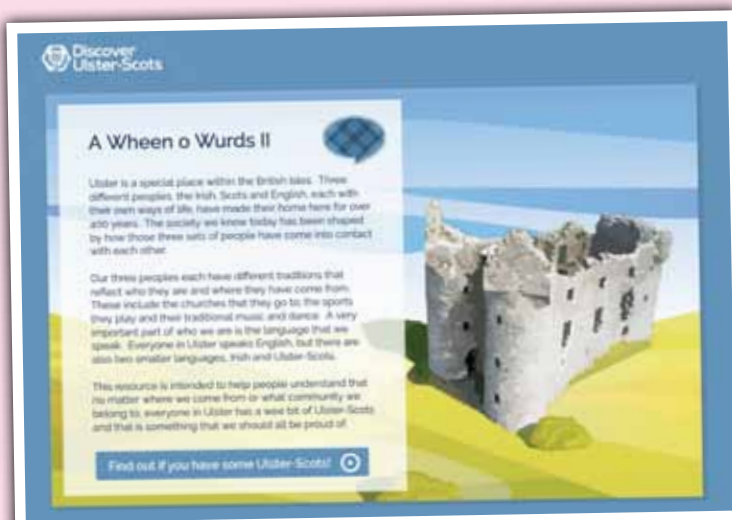 Discover
Ulster-Scots
A Wheen o Wurds II
Ulster is a special place within the British Isles. Three
different peoples, the Irish, Scots and English, each with
their own ways of life, have made their home here for over
400 years. The society we know today has been shaped
by how those three sets of people have come into contact
with each other.
Our three peoples each have different traditions that
reflect who they are and where they have come from.
These include the churches that they go to, the sports
they play and their traditional music and dance. A very
important part of who we are is the language that we
speak. Everyone in Ulster speaks English, but there are
also two smaller languages, Irish and Ulster-Scots.
This resource is intended to help people understand that
no matter where we come from or what community we
belong to, everyone in Ulster has a wee bit of Ulster-Scots
and that is something that we should all be proud of.
Find out if you have some Ulster-Scots!